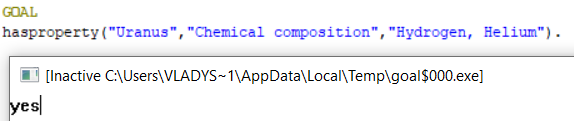 GOAL
hasproperty("Uranus","Chemical composition","Hydrogen, Helium").
[Inactive C:\Users\VLADYS~1\AppData\Local\Temp\goal$000.exe]
yes